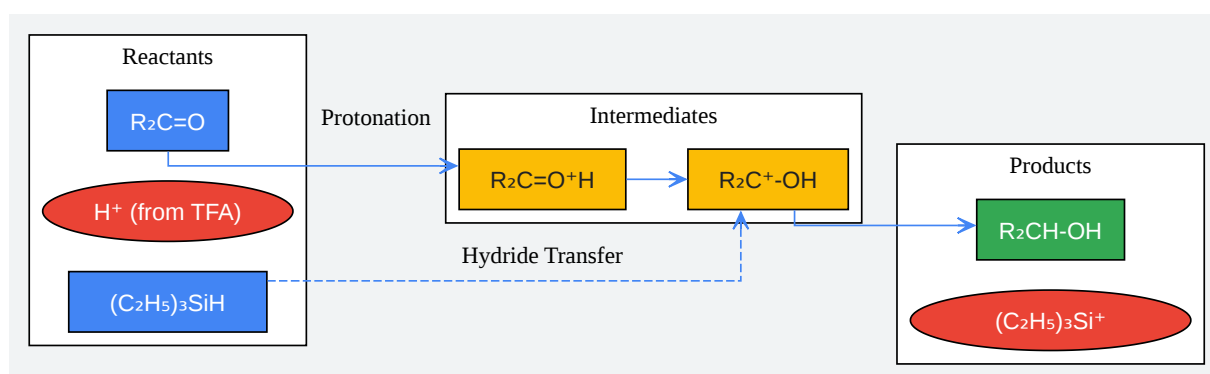 Reactants
R₂C=O
H⁺ (from TFA)
(C₂H₅)₃SiH
Protonation
Hydride Transfer
Intermediates
R₂C=O⁺H
R₂C⁺-OH
Products
R₂CH-OH
(C₂H₅)₃Si⁺